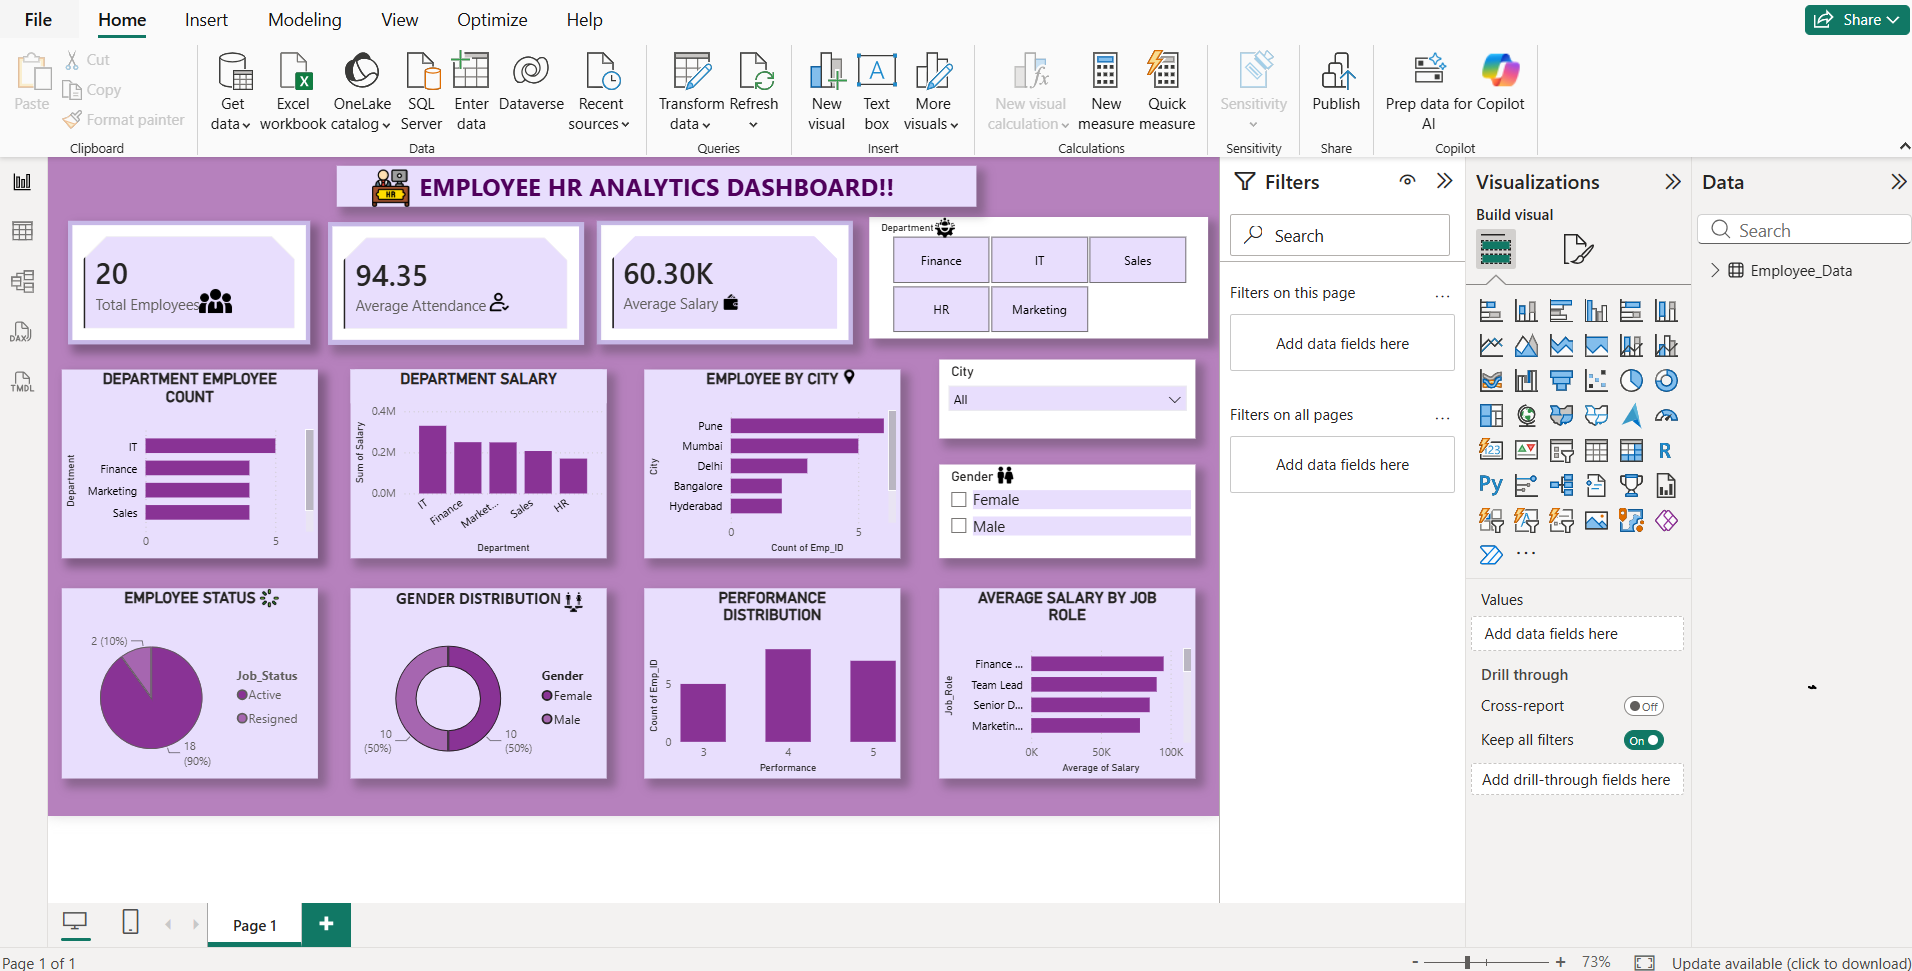 File
Home
Insert
Modeling
View
Optimize
Help
Share
Paste
Cut
Copy
Format painter
Clipboard
Get data
Excel workbook
OneLake catalog
SQL Server
Enter data
Dataverse
Recent sources
Data
Transform data
Refresh
Queries
New visual
Text box
More visuals
Insert
New visual calculation
New measure
Quick measure
Calculations
Sensitivity
Sensitivity
Publish
Share
Prep data for AI
Copilot
Copilot
DAX
TMDL
HR
EMPLOYEE HR ANALYTICS DASHBOARD!!
20
Total Employees
94.35
Average Attendance
60.30K
Average Salary
Department
Finance
IT
Sales
HR
Marketing
DEPARTMENT EMPLOYEE
COUNT
Department
IT
Finance
Marketing
Sales
0
5
DEPARTMENT SALARY
Sum of Salary
0.4M
0.2M
0.0M
IT
Finance
Market...
Sales
HR
Department
EMPLOYEE BY CITY
City
Pune
Mumbai
Delhi
Bangalore
Hyderabad
0
5
Count of Emp_ID
City
All
Gender
Female
Male
EMPLOYEE STATUS
2 (10%)
18
(90%)
Job_Status
Active
Resigned
GENDER DISTRIBUTION
10
(50%)
10
(50%)
Gender
Female
Male
PERFORMANCE
DISTRIBUTION
Count of Emp_ID
5
0
3
4
5
Performance
AVERAGE SALARY BY JOB
ROLE
Job_Role
Finance ...
Team Lead
Senior D...
Marketin...
0K
50K
100K
Average of Salary
Filters
Search
Filters on this page
...
Add data fields here
Filters on all pages
...
Add data fields here
Visualizations
Build visual
123
R
Py
...
Values
Add data fields here
Drill through
Cross-report
Off
Keep all filters
On
Add drill-through fields here
Data
Search
Employee_Data
Page 1
+
Page 1 of 1
-
+
73%
Update available (click to download)